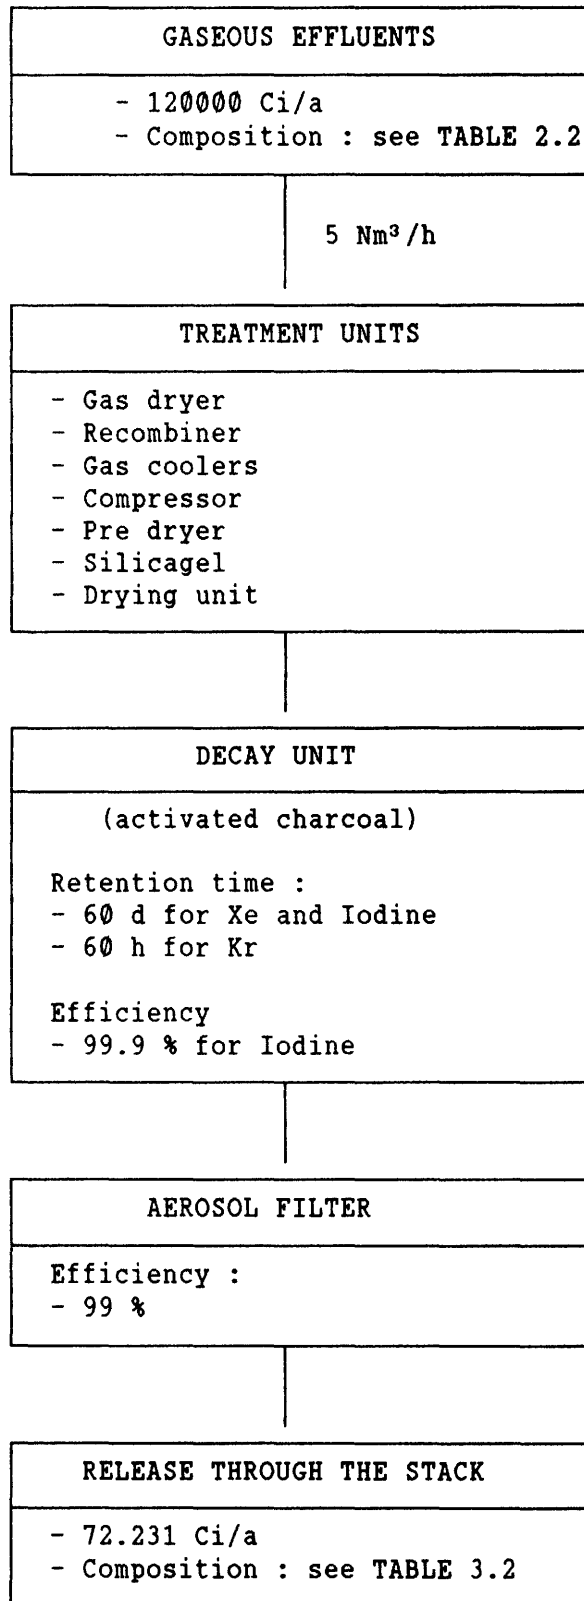 GASEOUS EFFLUENTS
- 120000 Ci/a
- Composition : see TABLE 2.2
5 Nm³/h
TREATMENT UNITS
- Gas dryer
- Recombiner
- Gas coolers
- Compressor
- Pre dryer
- Silicagel
- Drying unit
DECAY UNIT
(activated charcoal)
Retention time :
- 60 d for Xe and Iodine
- 60 h for Kr
Efficiency
- 99.9 % for Iodine
AEROSOL FILTER
Efficiency :
- 99 %
RELEASE THROUGH THE STACK
- 72.231 Ci/a
- Composition : see TABLE 3.2